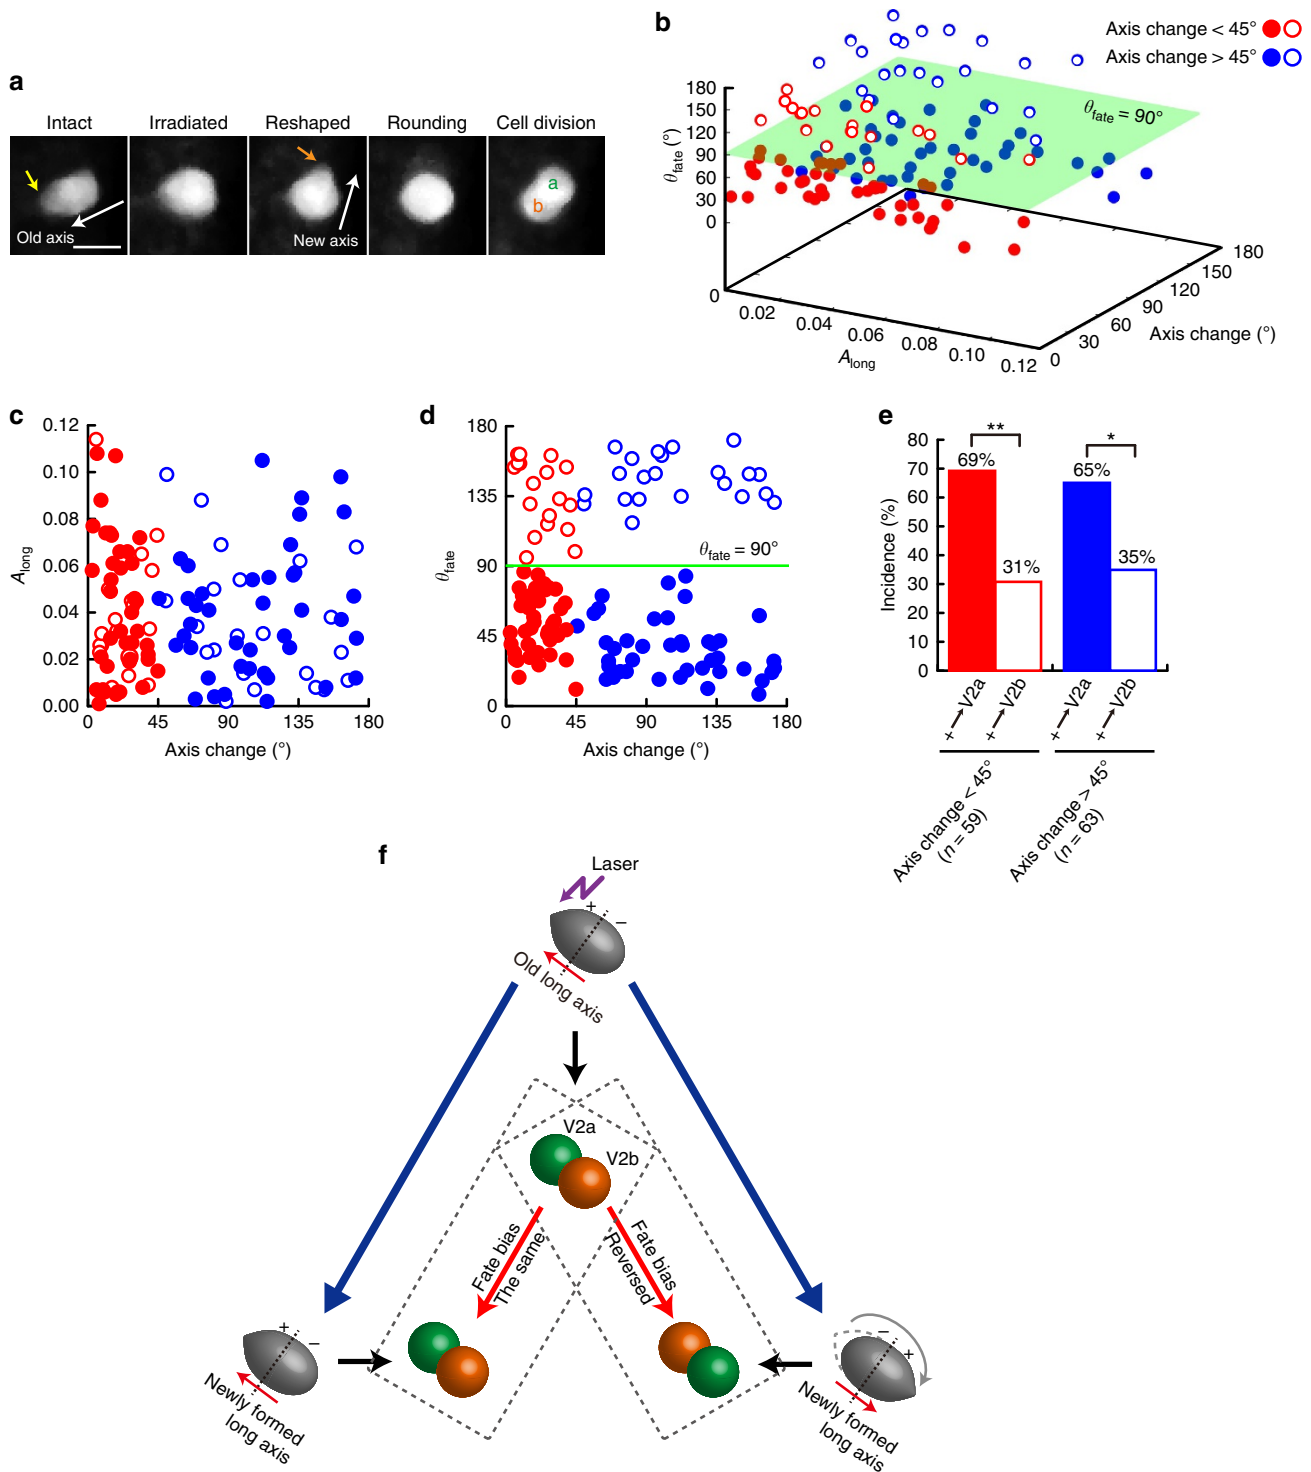 a
Intact
Irradiated
Reshaped
Rounding
Cell division
Old axis
New axis
a
b
b
Axis change < 45°
Axis change > 45°
θfate = 90°
θfate (°)
180
150
120
90
60
30
0
0
0.02
0.04
0.06
0.08
0.10
0.12
Along
0
30
60
90
120
150
180
Axis change (°)
c
Along
0.12
0.10
0.08
0.06
0.04
0.02
0.00
0
45
90
135
180
Axis change (°)
d
θfate
180
135
90
45
0
θfate = 90°
0
45
90
135
180
Axis change (°)
e
Incidence (%)
80
70
60
50
40
30
20
10
0
**
*
69%
31%
65%
35%
+→V2a
+→V2b
+→V2a
+→V2b
Axis change < 45°
(n = 59)
Axis change > 45°
(n = 63)
f
Laser
+
−
Old long axis
V2a
V2b
Fate bias
The same
Fate bias
Reversed
+
−
Newly formed
long axis
−
+
Newly formed
long axis